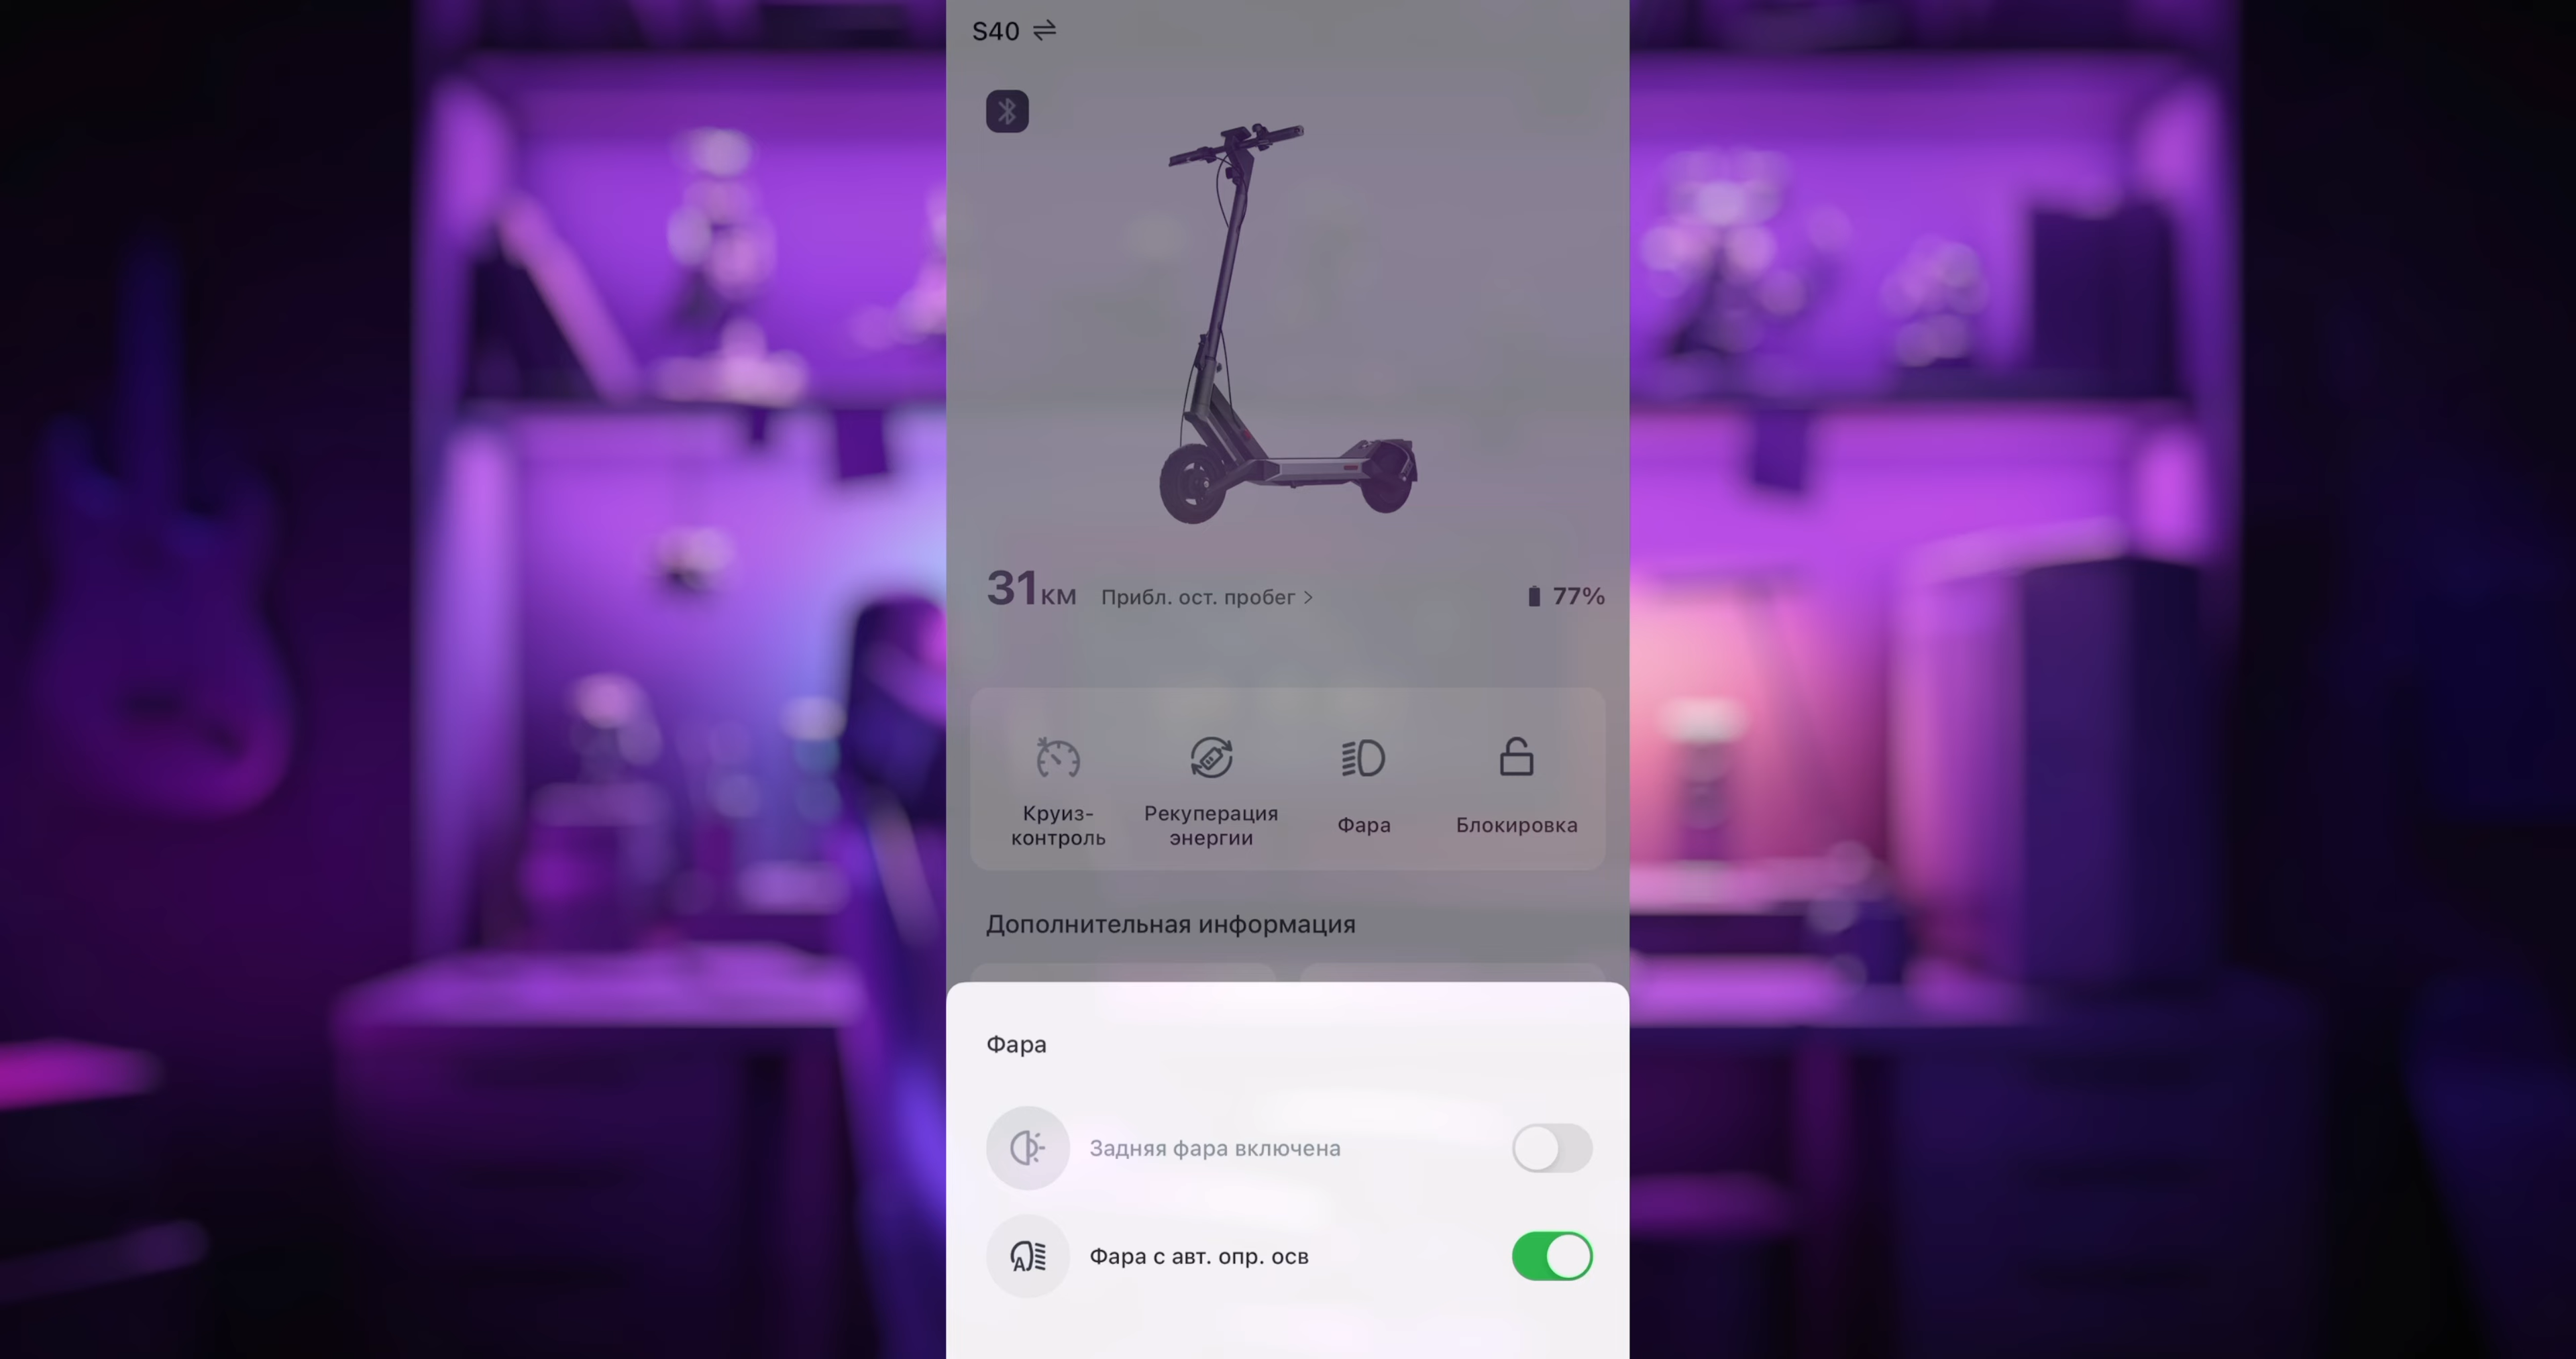 S40
31км Прибл. ост. пробег
77%
Круиз-
контроль
Рекуперация
энергии
Фара
Блокировка
Дополнительная информация
Фара
Задняя фара включена
Фара с авт. опр. осв